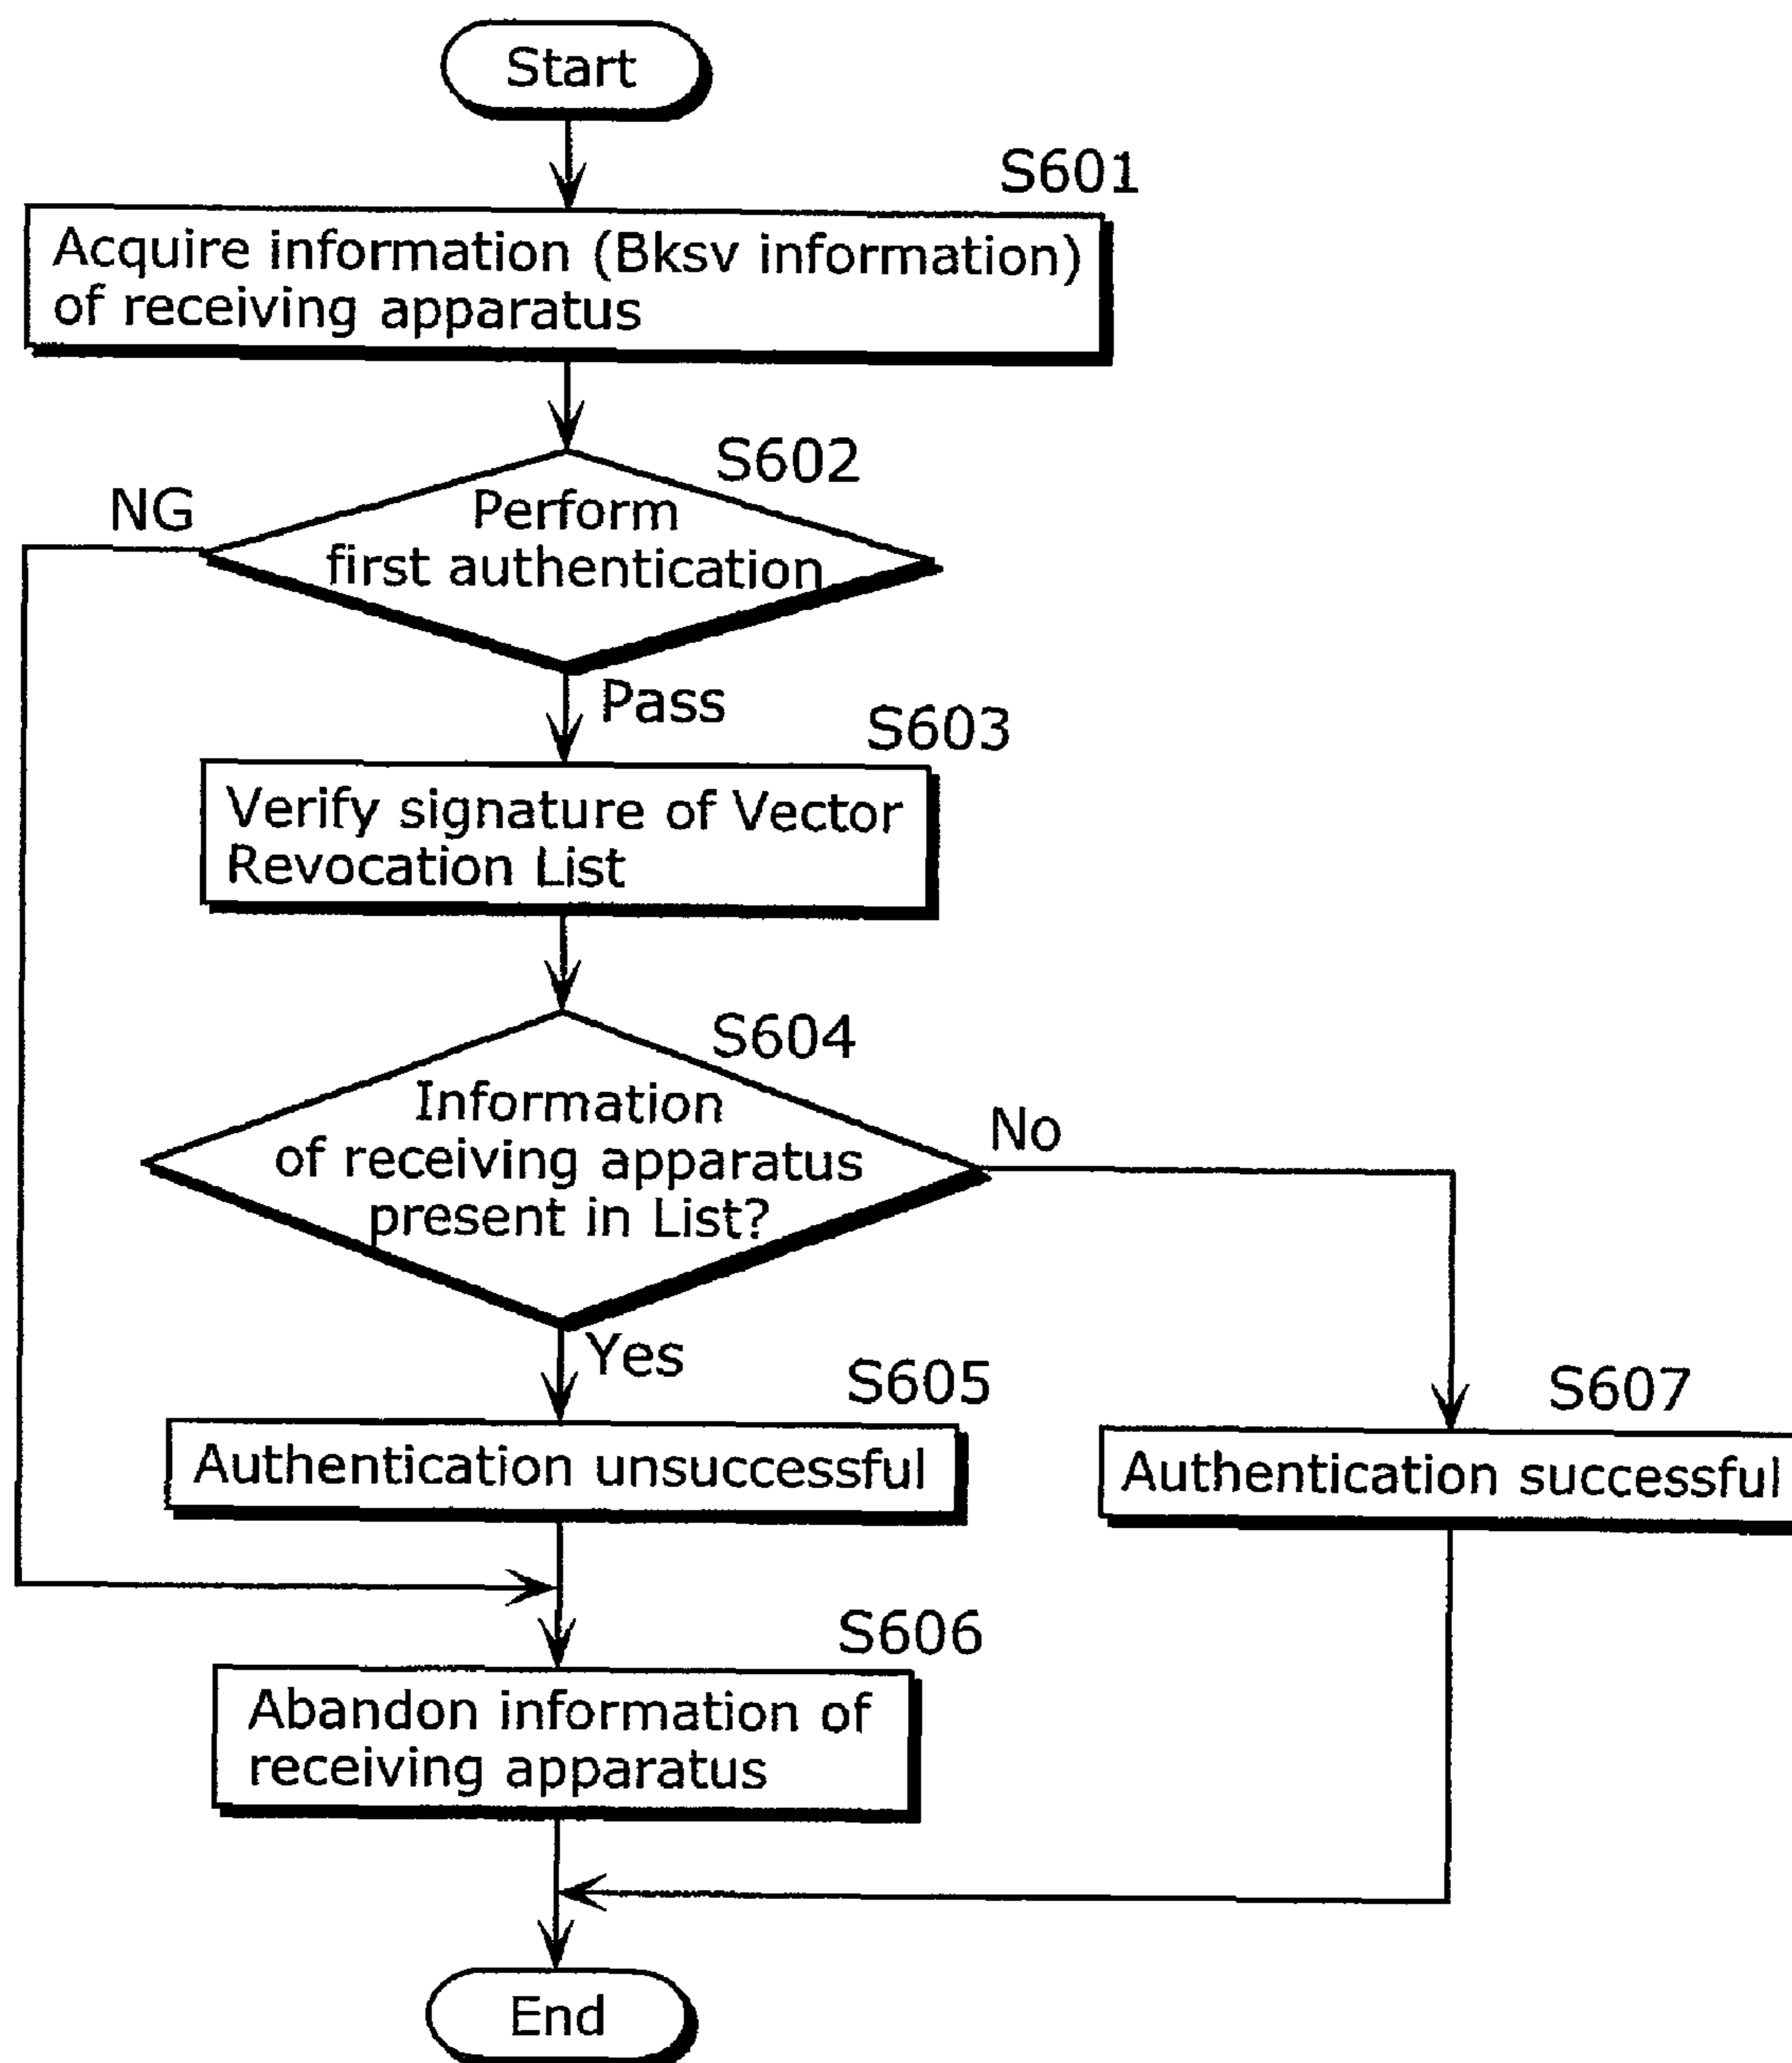 Start
S601
Acquire information (Bksv information)
of receiving apparatus
S602
NG
Perform
first authentication
Pass
S603
Verify signature of Vector
Revocation List
S604
Information
of receiving apparatus
present in List?
No
Yes
S605
Authentication unsuccessful
S607
Authentication successful
S606
Abandon information of
receiving apparatus
End